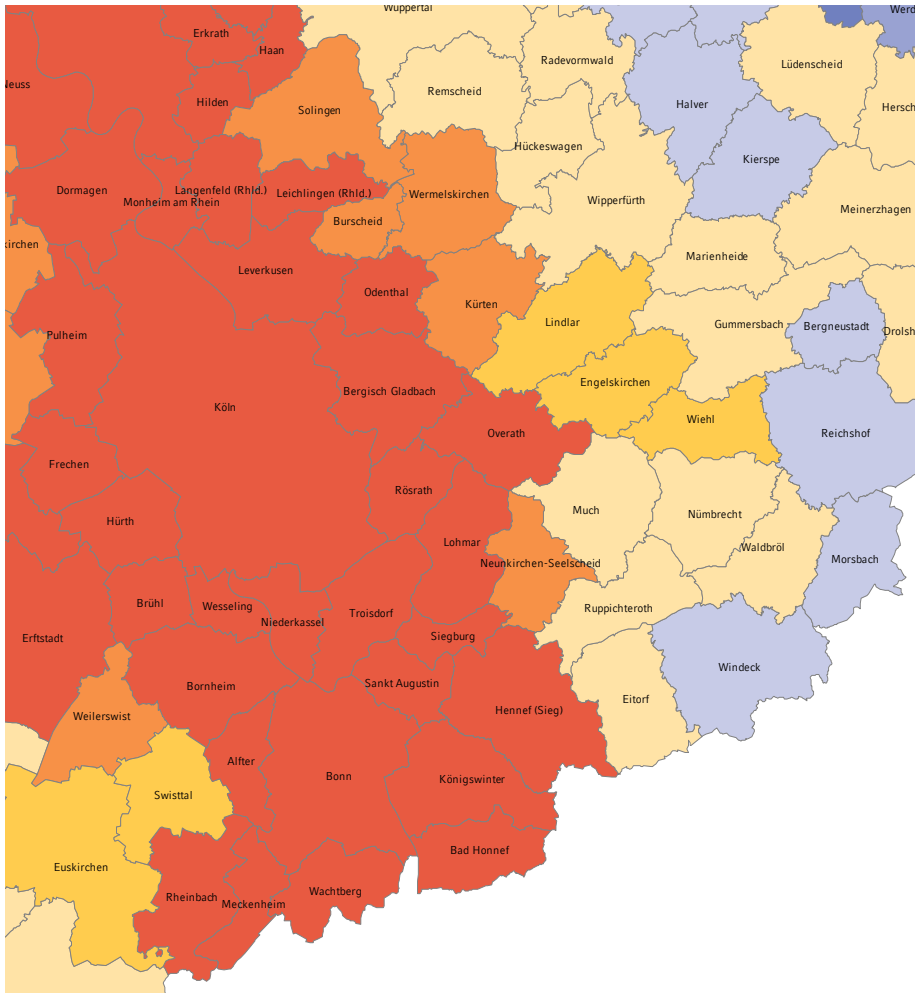 Wuppertal
Werd
Erkrath
Haan
Radevormwald
Lüdenscheid
Neuss
Remscheid
Hilden
Solingen
Halver
Hersch
Hückeswagen
Kierspe
Dormagen
Langenfeld (Rhld.)
Leichlingen (Rhld.)
Wermelskirchen
Monheim am Rhein
Wipperfürth
Meinerzhagen
Burscheid
kirchen
Marienheide
Leverkusen
Odenthal
Kürten
Lindlar
Gummersbach
Bergneustadt
Drolsh
Pulheim
Engelskirchen
Bergisch Gladbach
Köln
Wiehl
Overath
Reichshof
Frechen
Rösrath
Much
Nümbrecht
Hürth
Lohmar
Waldbröl
Neunkirchen-Seelscheid
Morsbach
Brühl
Wesseling
Troisdorf
Ruppichteroth
Niederkassel
Erftstadt
Siegburg
Windeck
Bornheim
Sankt Augustin
Eitorf
Hennef (Sieg)
Weilerswist
Alfter
Bonn
Königswinter
Swisttal
Bad Honnef
Euskirchen
Rheinbach
Wachtberg
Meckenheim